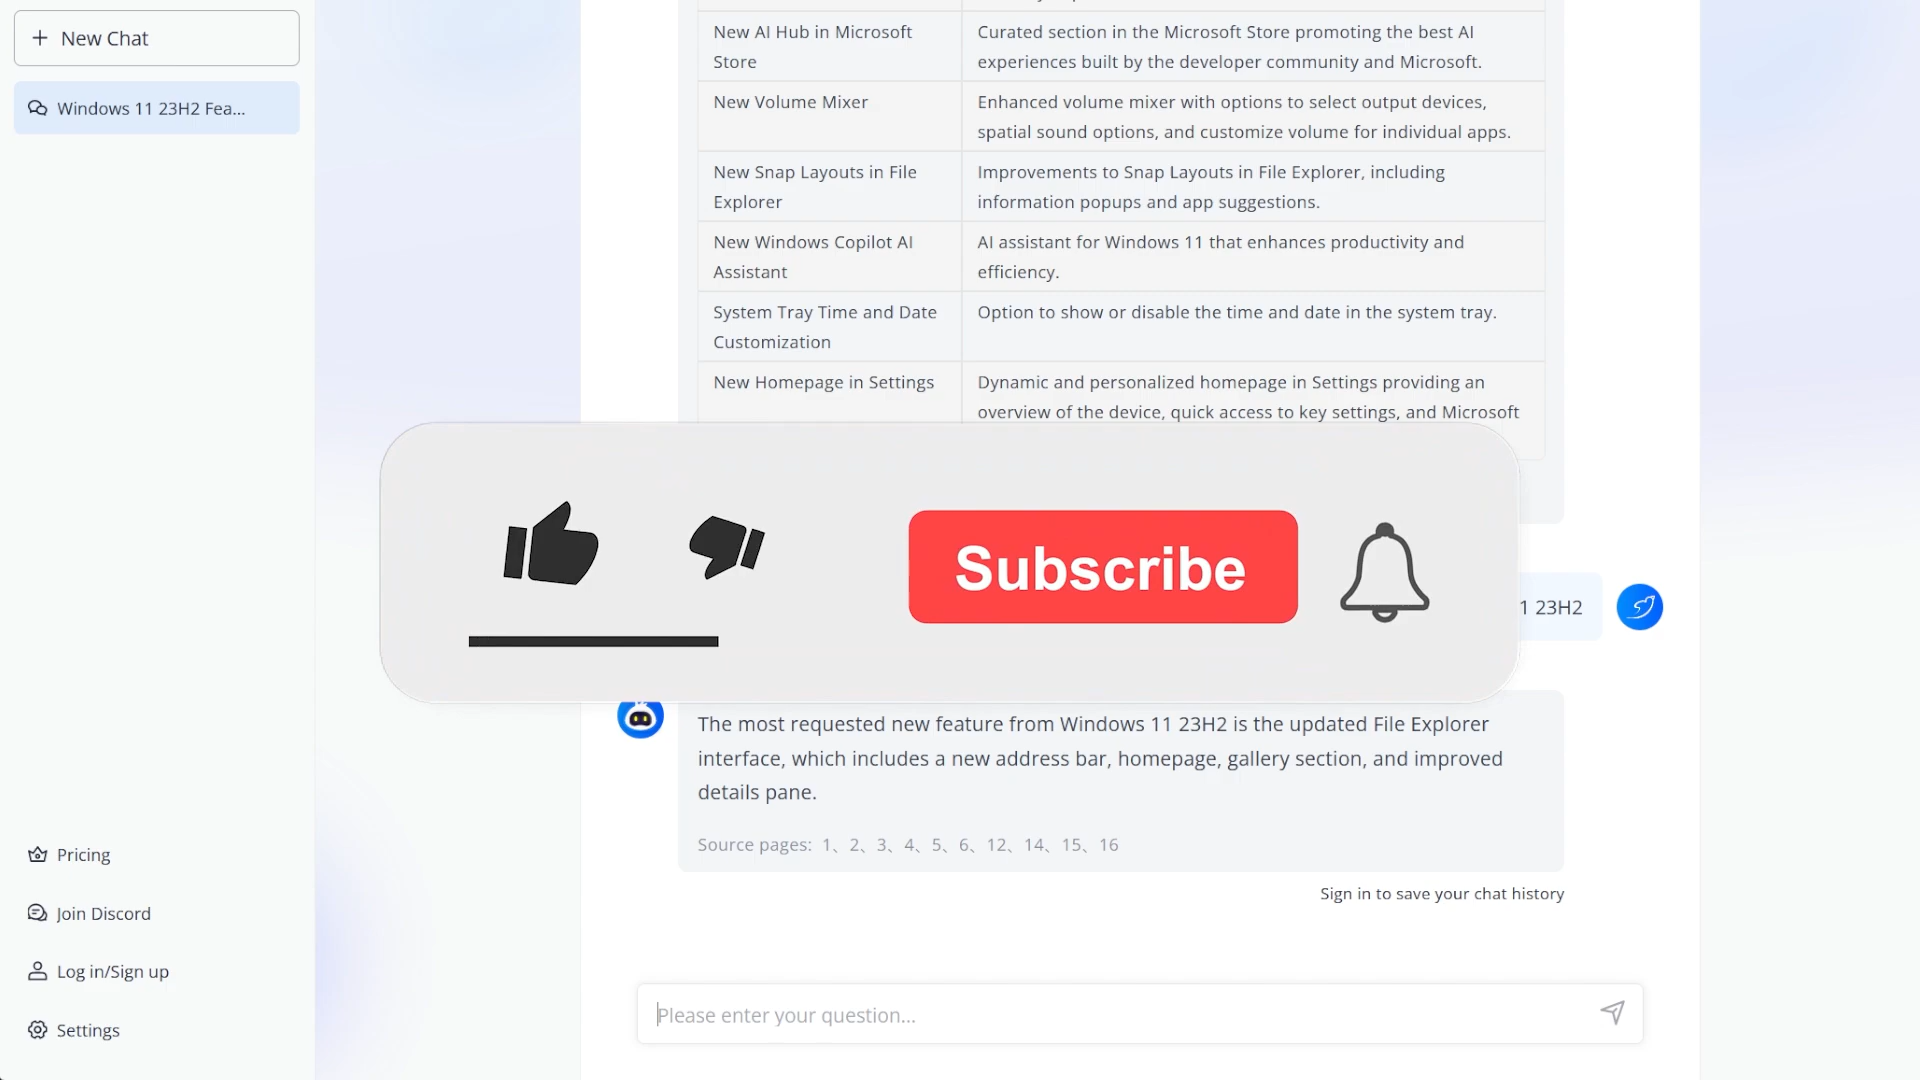 New Chat
Windows 11 23H2 Fea...
New AI Hub in Microsoft
Store
Curated section in the Microsoft Store promoting the best AI
experiences built by the developer community and Microsoft.
New Volume Mixer
Enhanced volume mixer with options to select output devices,
spatial sound options, and customize volume for individual apps.
New Snap Layouts in File
Explorer
Improvements to Snap Layouts in File Explorer, including
information popups and app suggestions.
New Windows Copilot AI
Assistant
AI assistant for Windows 11 that enhances productivity and
efficiency.
System Tray Time and Date
Customization
Option to show or disable the time and date in the system tray.
New Homepage in Settings
Dynamic and personalized homepage in Settings providing an
overview of the device, quick access to key settings, and Microsoft
Subscribe
1 23H2
The most requested new feature from Windows 11 23H2 is the updated File Explorer
interface, which includes a new address bar, homepage, gallery section, and improved
details pane.
Source pages: 1、2、3、4、5、6、12、14、15、16
Sign in to save your chat history
Please enter your question...
Pricing
Join Discord
Log in/Sign up
Settings